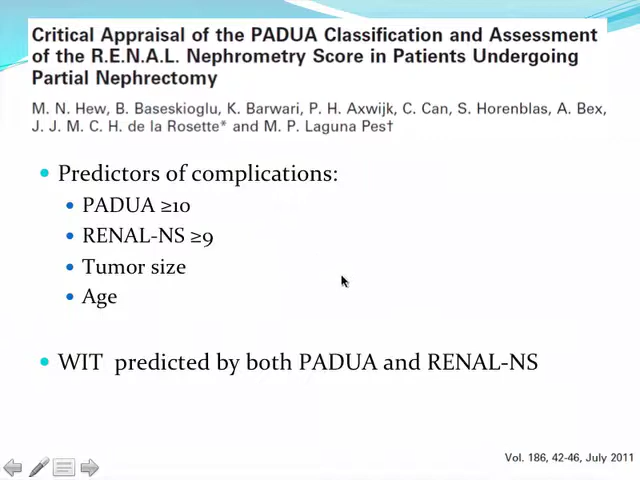 Critical Appraisal of the PADUA Classification and Assessment
of the R.E.N.A.L. Nephrometry Score in Patients Undergoing
Partial Nephrectomy
M. N. Hew, B. Baseskioglu, K. Barwari, P. H. Axwijk, C. Can, S. Horenblas, A. Bex,
J. J. M. C. H. de la Rosette* and M. P. Laguna Pes†
• Predictors of complications:
• PADUA ≥10
• RENAL-NS ≥9
• Tumor size
• Age
• WIT predicted by both PADUA and RENAL-NS
Vol. 186, 42-46, July 2011